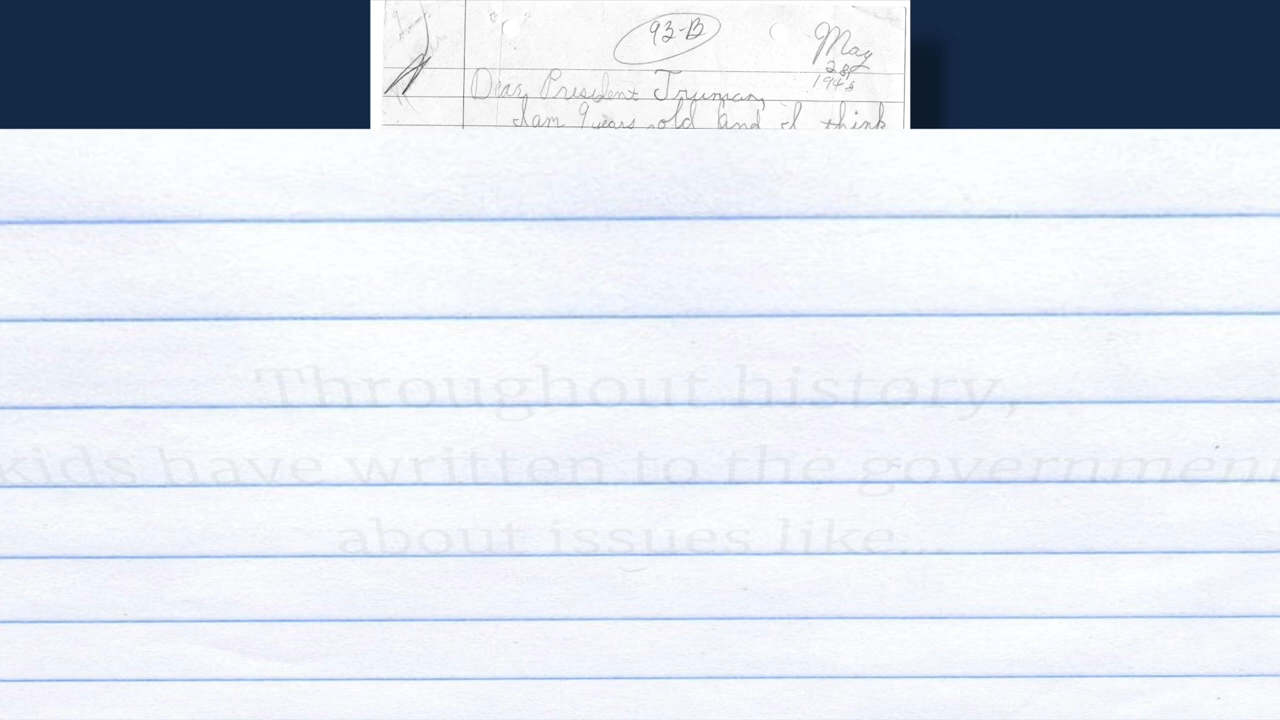 93-B
May
28,
1948
Dear President Truman,
I am 9 years old and I think
Throughout history,
kids have written to the government
about issues like...